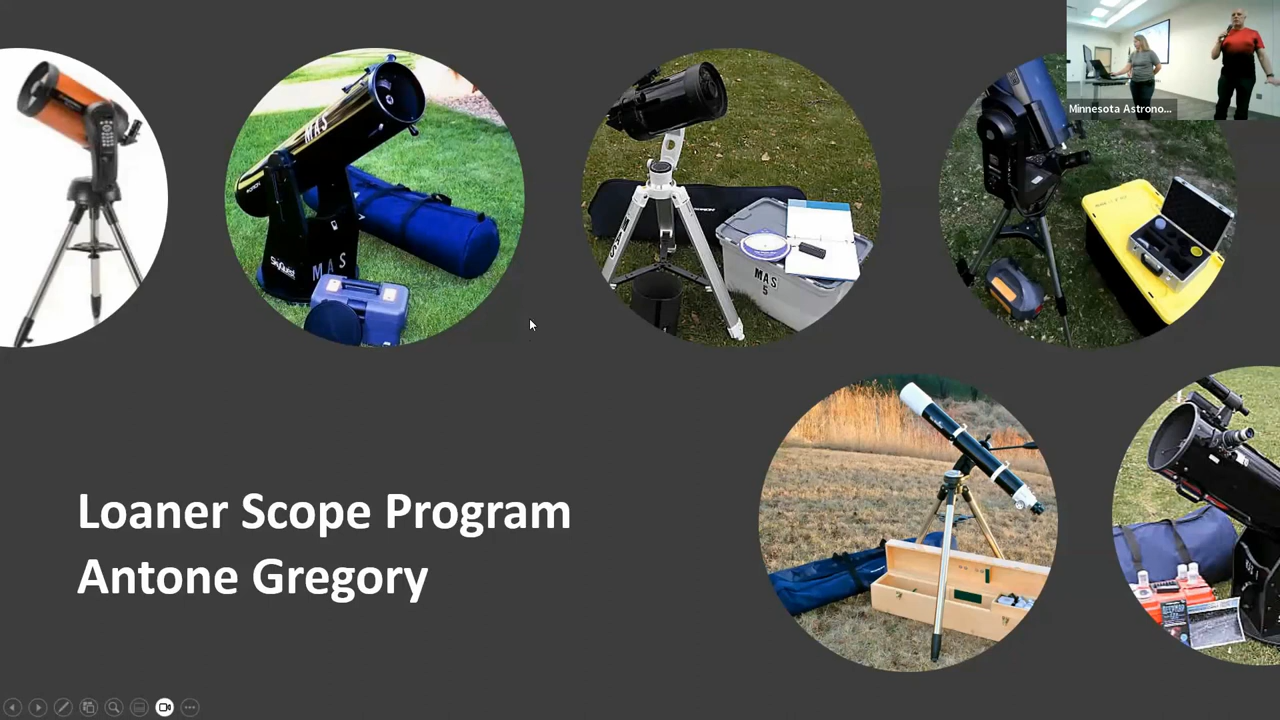 Minnesota Astrono...
MAS
SkyQuest
MAS
MAS
5
Loaner Scope Program
Antone Gregory